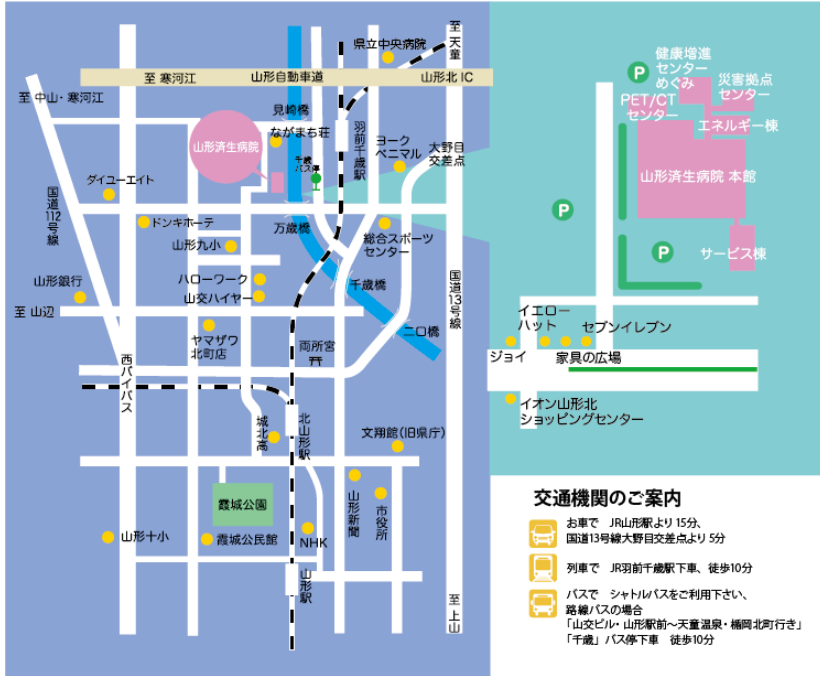 至 天童
県立中央病院
至 寒河江
山形自動車道
山形北 IC
至 中山・寒河江
見崎橋
山形済生病院
ながまち荘
千歳
バス停
羽前千歳駅
ヨーク
ベニマル
大野目
交差点
ダイユーエイト
国道112号線
ドンキホーテ
万歳橋
山形九小
総合スポーツ
センター
ハローワーク
山形銀行
山交ハイヤー
千歳橋
国道13号線
至 山辺
二口橋
ヤマザワ
北町店
両所宮
西バイパス
城北高
北山形駅
文翔館(旧県庁)
霞城公園
山形新聞
市役所
山形十小
霞城公民館
NHK
山形駅
至 上山
健康増進
センター
めぐみ
災害拠点
センター
P
PET/CT
センター
エネルギー棟
山形済生病院 本館
P
P
サービス棟
イエロー
ハット
セブンイレブン
ジョイ
家具の広場
イオン山形北
ショッピングセンター
交通機関のご案内
お車で JR山形駅より15分、
国道13号線大野目交差点より 5分
列車で JR羽前千歳駅下車、徒歩10分
バスで シャトルバスをご利用下さい、
路線バスの場合
「山交ビル・山形駅前〜天童温泉・楯岡北町行き」
「千歳」バス停下車 徒歩10分